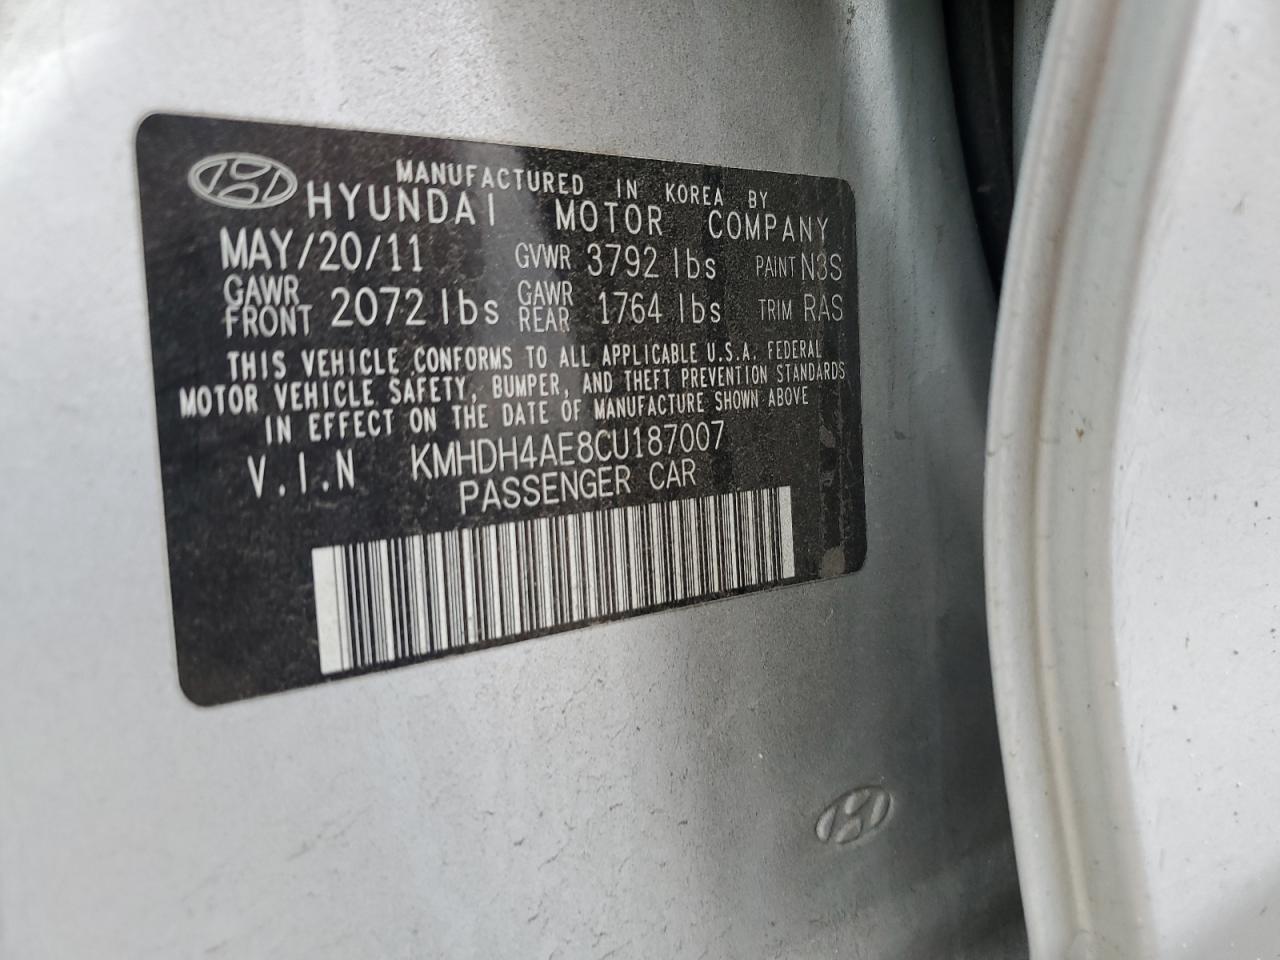 MANUFACTURED IN KOREA BY
HYUNDAI MOTOR COMPANY
MAY/20/11 GVWR 3792 lbs PAINT N3S
GAWR FRONT 2072 lbs GAWR REAR 1764 lbs TRIM RAS
THIS VEHICLE CONFORMS TO ALL APPLICABLE U.S.A. FEDERAL
MOTOR VEHICLE SAFETY, BUMPER, AND THEFT PREVENTION STANDARDS
IN EFFECT ON THE DATE OF MANUFACTURE SHOWN ABOVE
V.I.N KMHDH4AE8CU187007
PASSENGER CAR